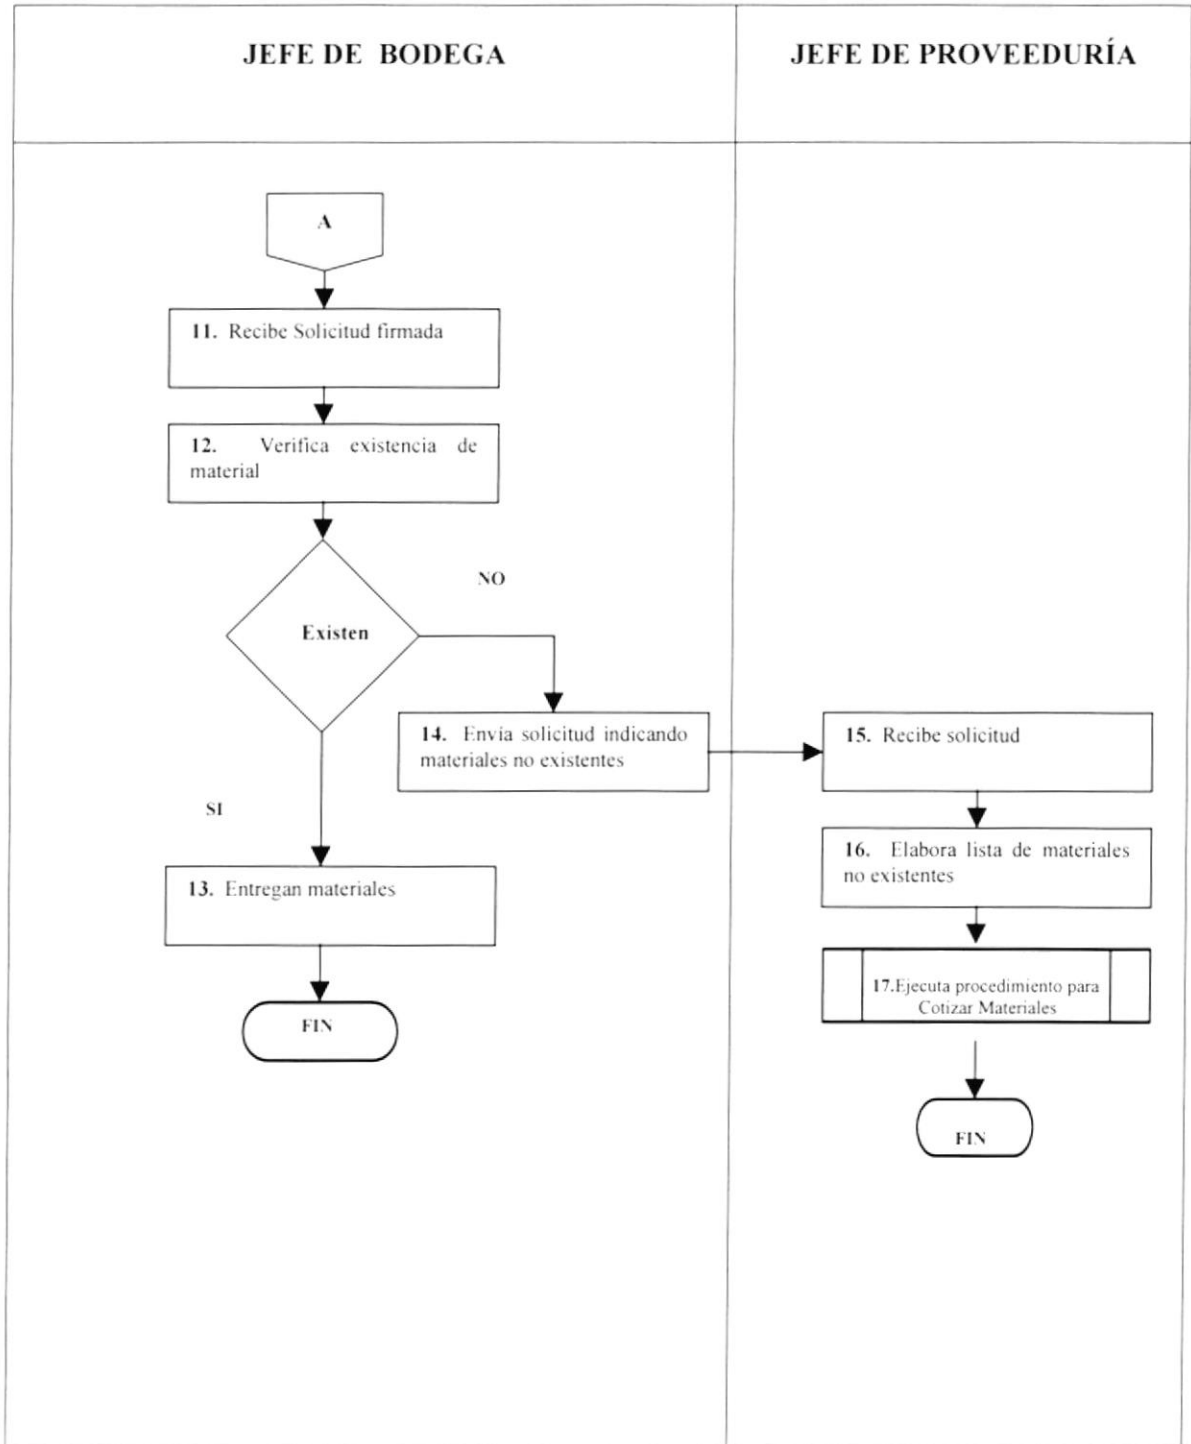 JEFE DE BODEGA
JEFE DE PROVEEDURÍA
A
11. Recibe Solicitud firmada
12. Verifica existencia de
material
NO
Existen
14. Envía solicitud indicando
materiales no existentes
15. Recibe solicitud
SI
16. Elabora lista de materiales
no existentes
13. Entregan materiales
17.Ejecuta procedimiento para
Cotizar Materiales
FIN
FIN